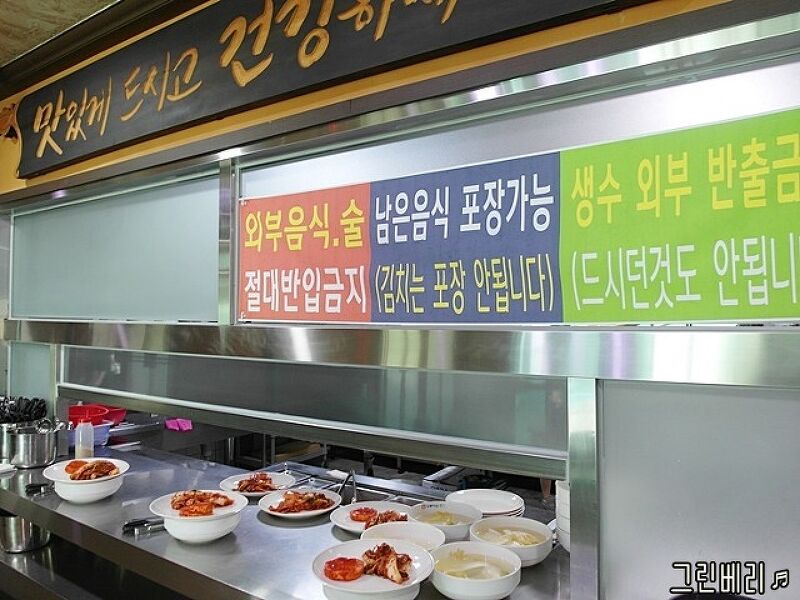 맛있게 드시고 건강하세
외부음식.술
절대반입금지
남은음식 포장가능
(김치는 포장 안됩니다)
생수 외부 반출금
(드시던것도 안됩니
그린베리♬